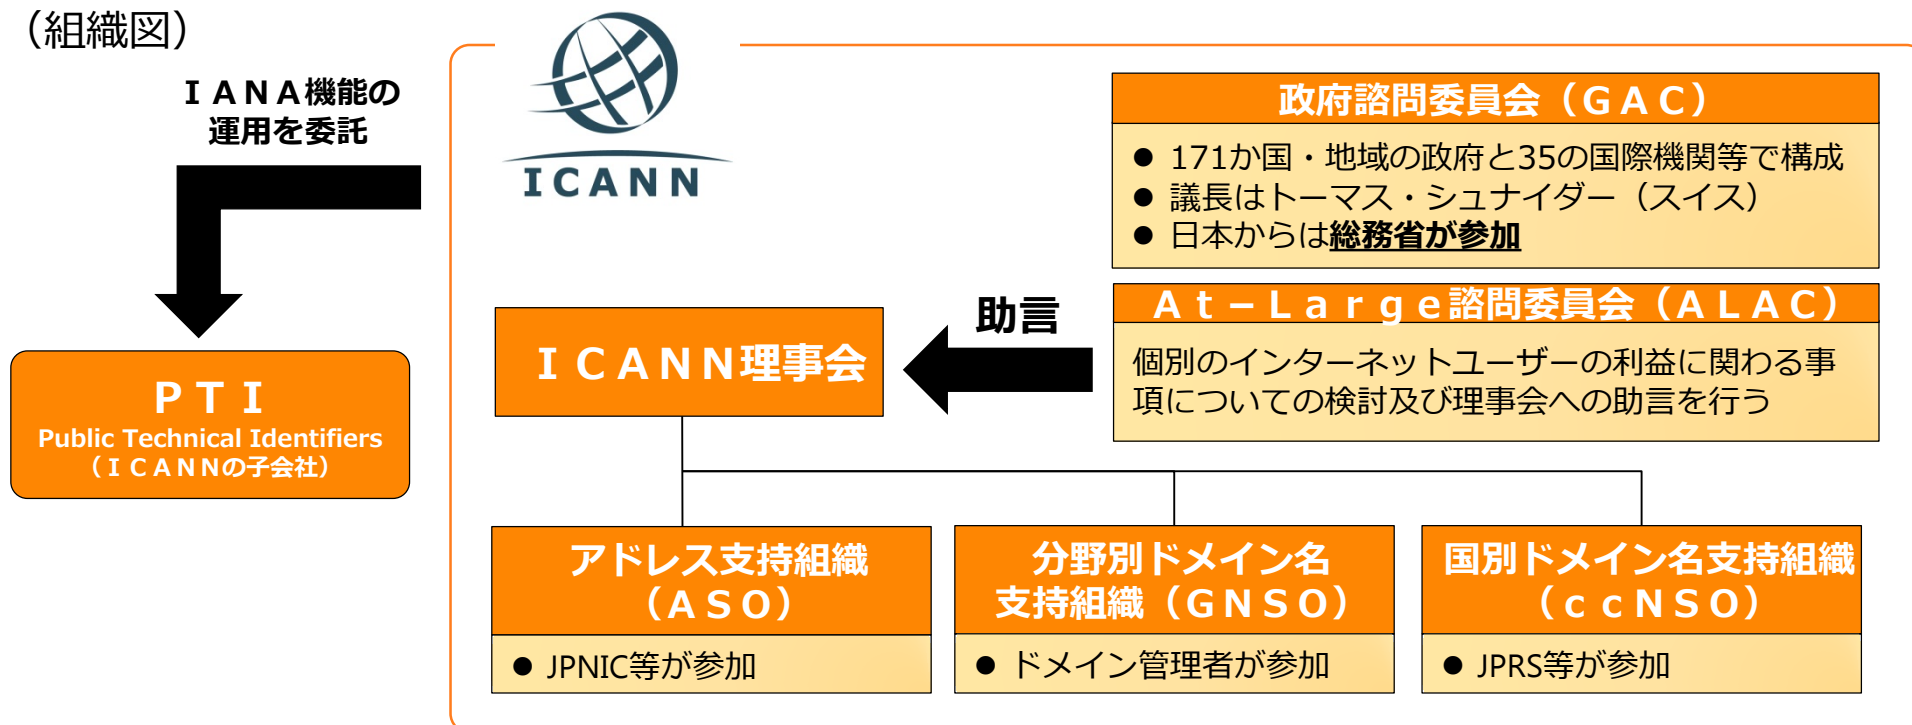 （組織図）
ＩＡＮＡ機能の
運用を委託
ICANN
政府諮問委員会（ＧＡＣ）
● 171か国・地域の政府と35の国際機関等で構成
● 議長はトーマス・シュナイダー（スイス）
● 日本からは総務省が参加
Ａｔ－Ｌａｒｇｅ諮問委員会（ＡＬＡＣ）
個別のインターネットユーザーの利益に関わる事
項についての検討及び理事会への助言を行う
助言
ＩＣＡＮＮ理事会
ＰＴＩ
Public Technical Identifiers
（ＩＣＡＮＮの子会社）
アドレス支持組織
（ＡＳＯ）
● JPNIC等が参加
分野別ドメイン名
支持組織（ＧＮＳＯ）
● ドメイン管理者が参加
国別ドメイン名支持組織
（ｃｃＮＳＯ）
● JPRS等が参加